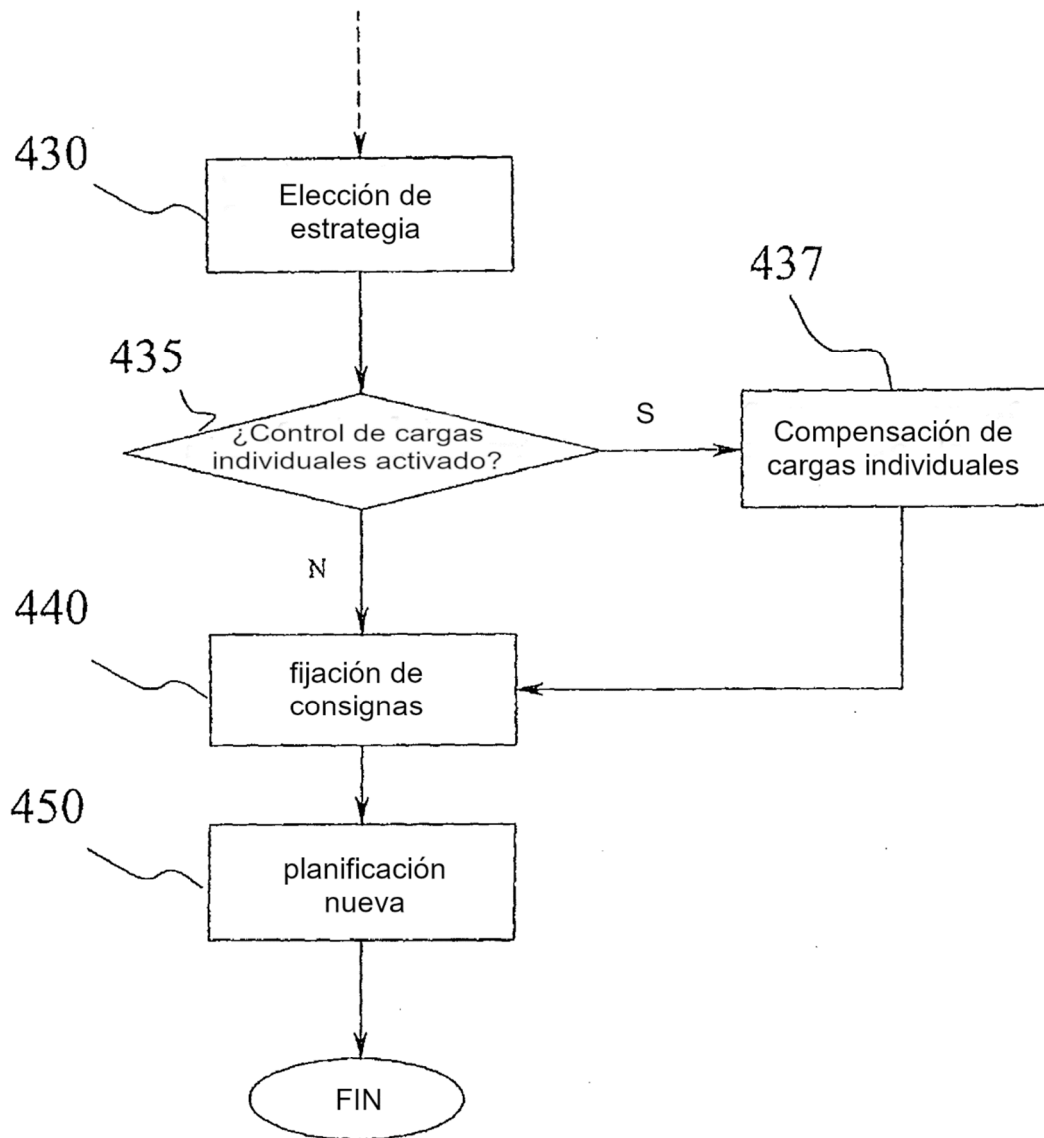 430
Elección de
estrategia
437
435
¿Control de cargas
individuales activado?
S
Compensación de
cargas individuales
N
440
fijación de
consignas
450
planificación
nueva
FIN